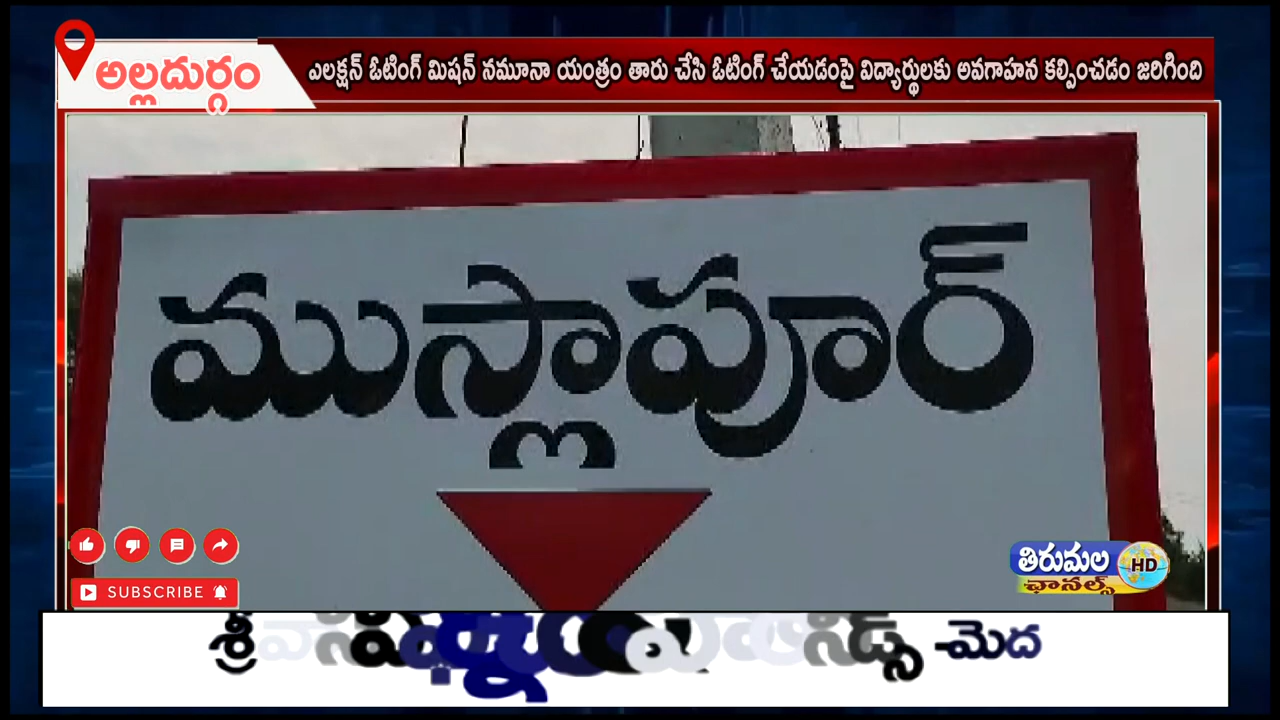 అల్లదుర్గం
ఎలక్షన్ ఓటింగ్ మిషన్ నమూనా యంత్రం తారు చేసి ఓటింగ్ చేయడంపై విద్యార్థులకు అవగాహన కల్పించడం జరిగింది
ముస్లాపూర్
SUBSCRIBE
తిరుమల HD
ఛానల్స్
శ్రీ -మెద